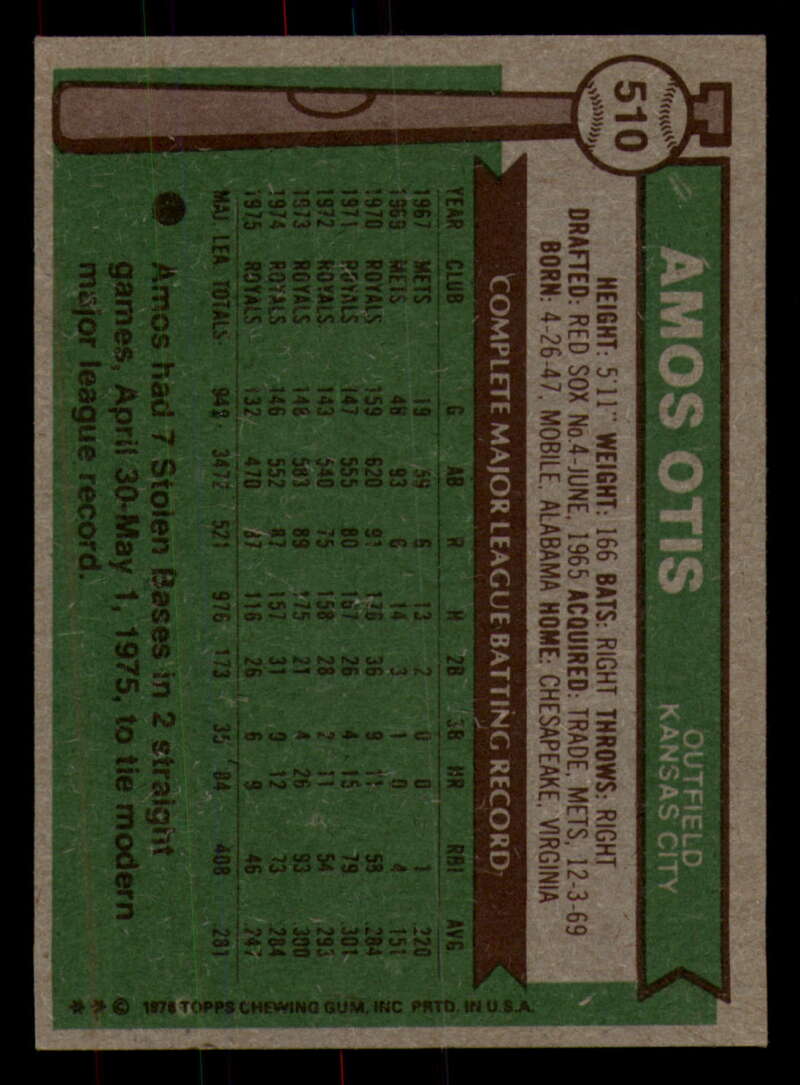 510
AMOS OTIS
OUTFIELD
KANSAS CITY
HEIGHT: 5'11" WEIGHT: 166 BATS: RIGHT THROWS: RIGHT
DRAFTED: RED SOX No.4-JUNE, 1965 ACQUIRED: TRADE, METS, 12-3-69
BORN: 4-26-47, MOBILE, ALABAMA HOME: CHESAPEAKE, VIRGINIA
COMPLETE MAJOR LEAGUE BATTING RECORD
YEAR CLUB G AB R H 2B 3B HR RBI AVG
1967 METS 19 59 6 13 2 0 0 1 .220
1969 METS 48 93 6 14 3 1 0 4 .151
1970 ROYALS 159 620 91 176 36 9 11 58 .284
1971 ROYALS 147 555 80 167 26 4 15 79 .301
1972 ROYALS 143 540 75 158 28 2 11 54 .293
1973 ROYALS 148 583 89 175 21 4 26 93 .300
1974 ROYALS 146 552 87 157 31 9 12 73 .284
1975 ROYALS 132 470 87 116 26 6 9 46 .247
MAJ. LEA. TOTALS 949 3472 521 976 173 35 84 408 .281
Amos had 7 Stolen Bases in 2 straight
games, April 30-May 1, 1975, to tie modern
major league record.
** © 1976 TOPPS CHEWING GUM, INC. PRTD. IN U.S.A.